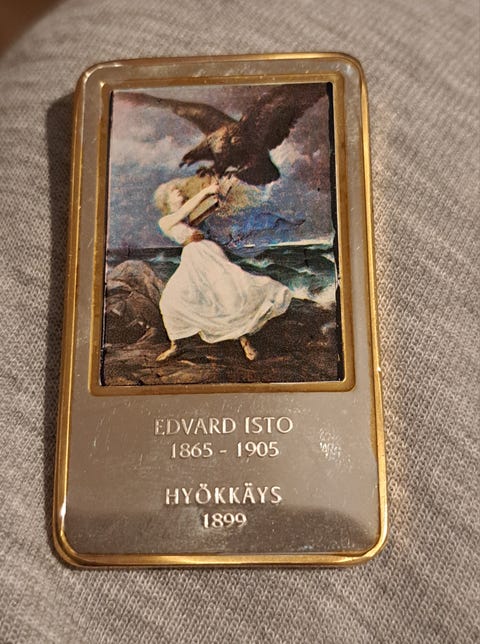 EDVARD ISTO
1865 - 1905
HYÖKKÄYS
1899